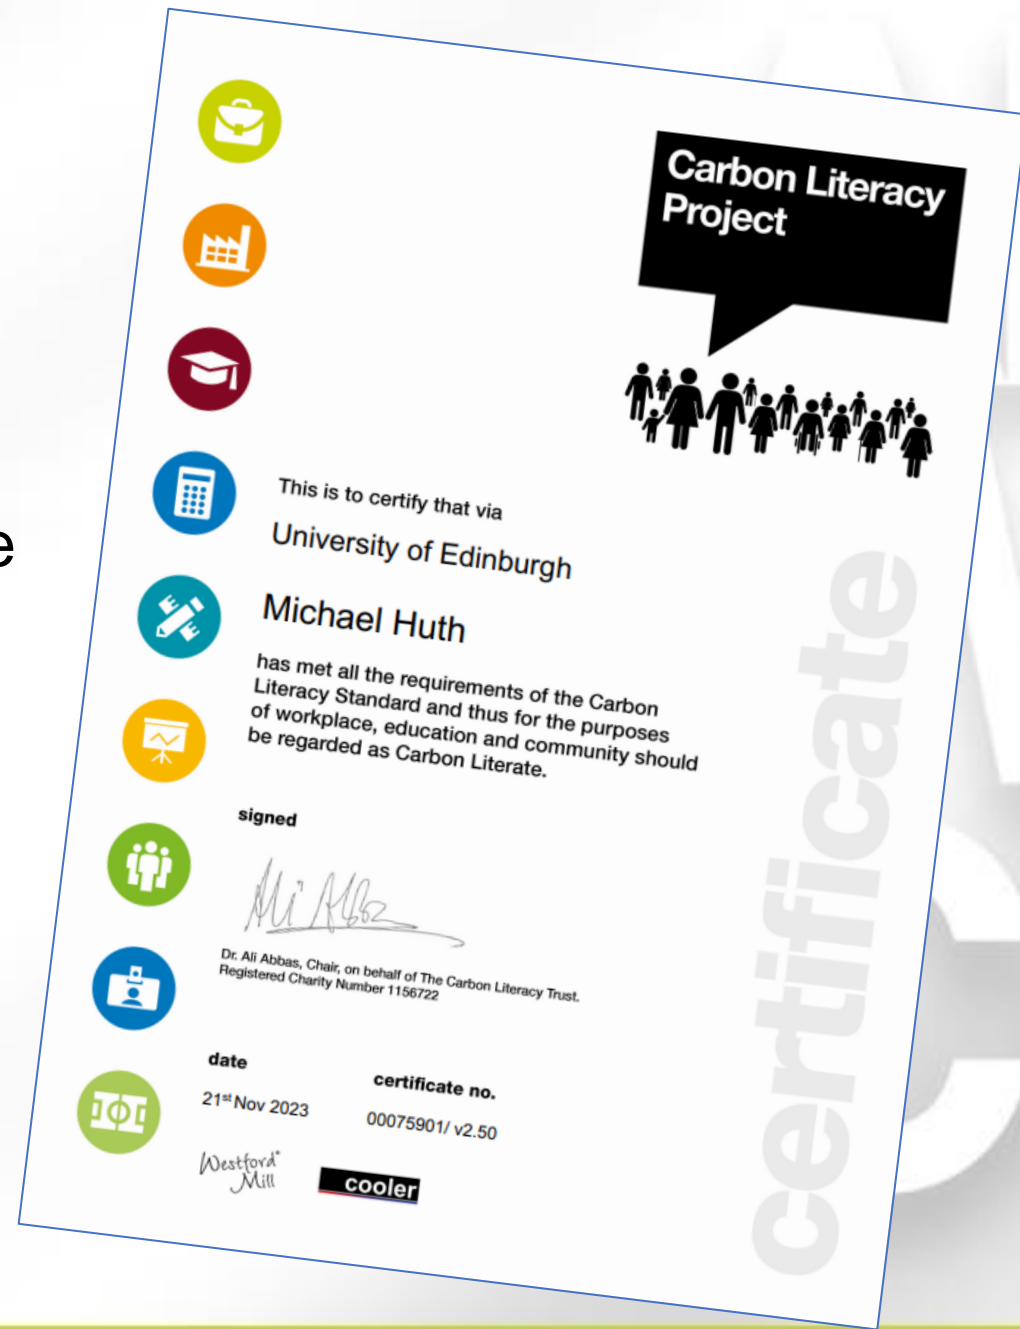 Carbon Literacy
Project
e
This is to certify that via
University of Edinburgh
Michael Huth
has met all the requirements of the Carbon
Literacy Standard and thus for the purposes
of workplace, education and community should
be regarded as Carbon Literate.
signed
Ali Abbas
Dr. Ali Abbas, Chair, on behalf of The Carbon Literacy Trust.
Registered Charity Number 1156722
date
certificate no.
21st Nov 2023
00075901/ v2.50
Westford
Mill
cooler
certificate